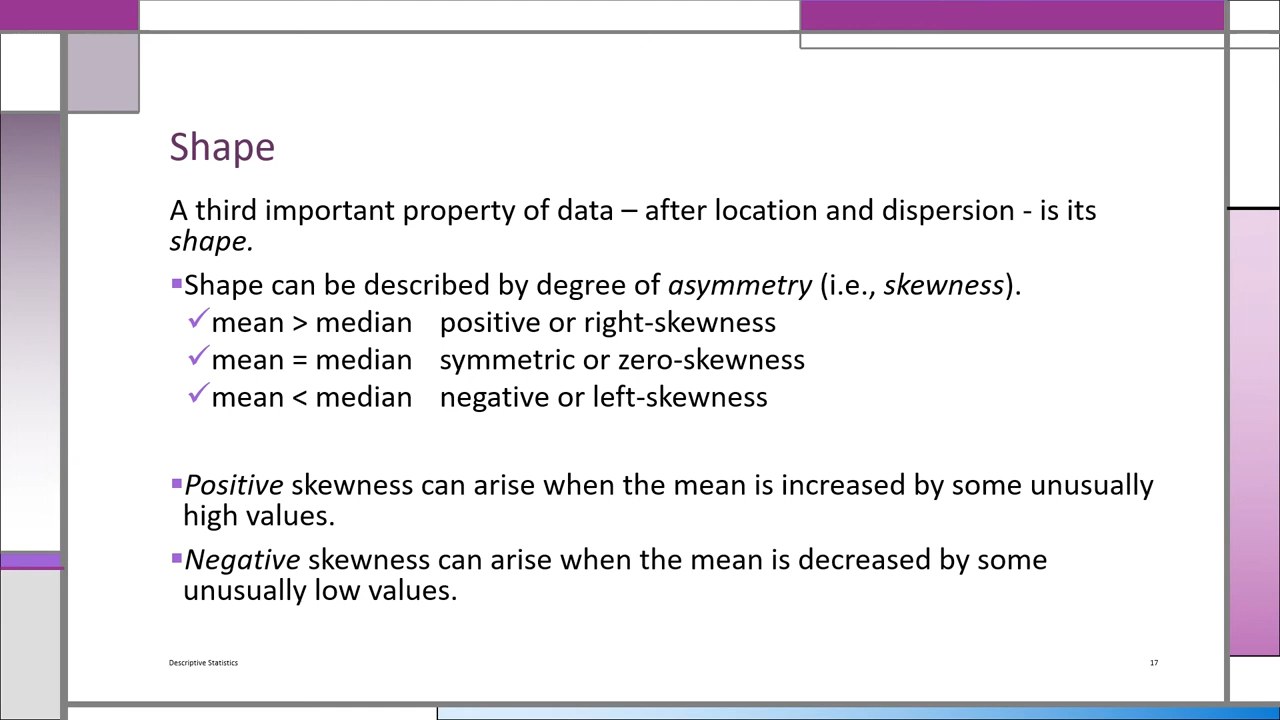 Shape
A third important property of data – after location and dispersion - is its
shape.
▪Shape can be described by degree of asymmetry (i.e., skewness).
✓mean > median positive or right-skewness
✓mean = median symmetric or zero-skewness
✓mean < median negative or left-skewness
▪Positive skewness can arise when the mean is increased by some unusually
high values.
▪Negative skewness can arise when the mean is decreased by some
unusually low values.
Descriptive Statistics
17